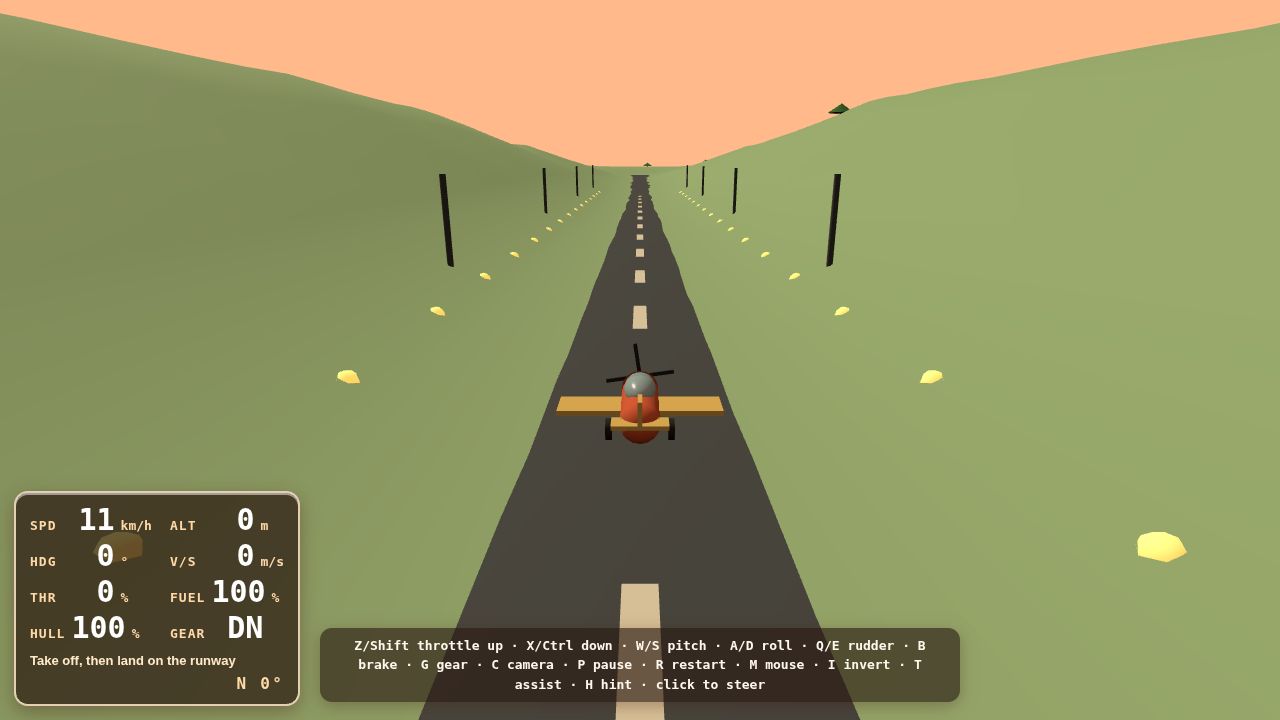 SPD 11 km/h ALT 0 m
HDG 0 ° V/S 0 m/s
THR 0 % FUEL 100 %
HULL 100 % GEAR DN
Take off, then land on the runway
N 0°
Z/Shift throttle up · X/Ctrl down · W/S pitch · A/D roll · Q/E rudder · B
brake · G gear · C camera · P pause · R restart · M mouse · I invert · T
assist · H hint · click to steer